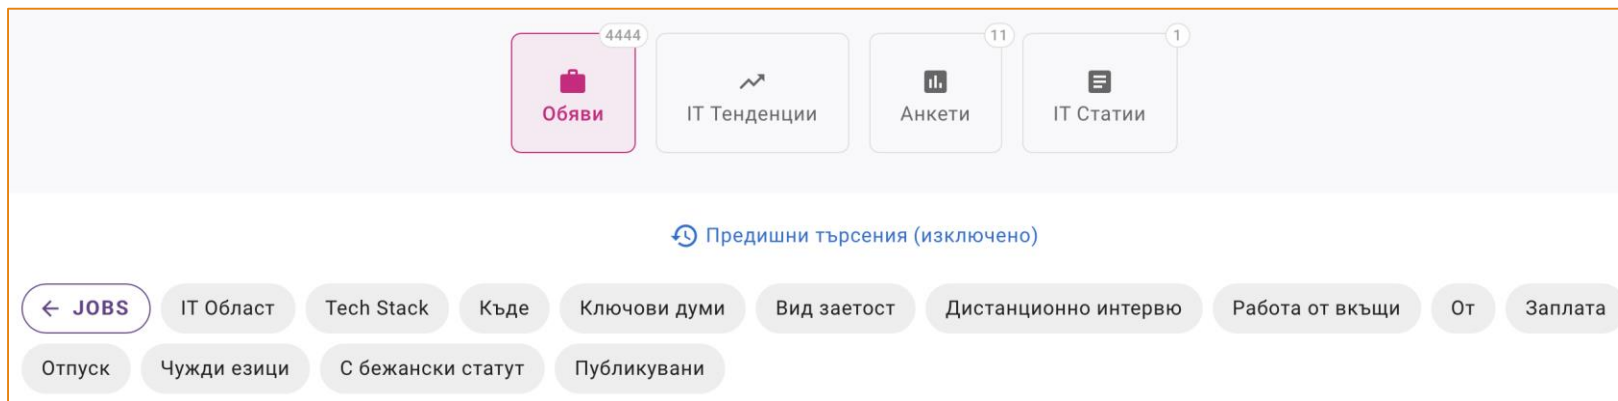 4444 11 1
Обяви IT Тенденции Анкети IT Статии
Предишни търсения (изключено)
← JOBS IT Област Tech Stack Къде Ключови думи Вид заетост Дистанционно интервю Работа от вкъщи От Заплата
Отпуск Чужди езици С бежански статут Публикувани